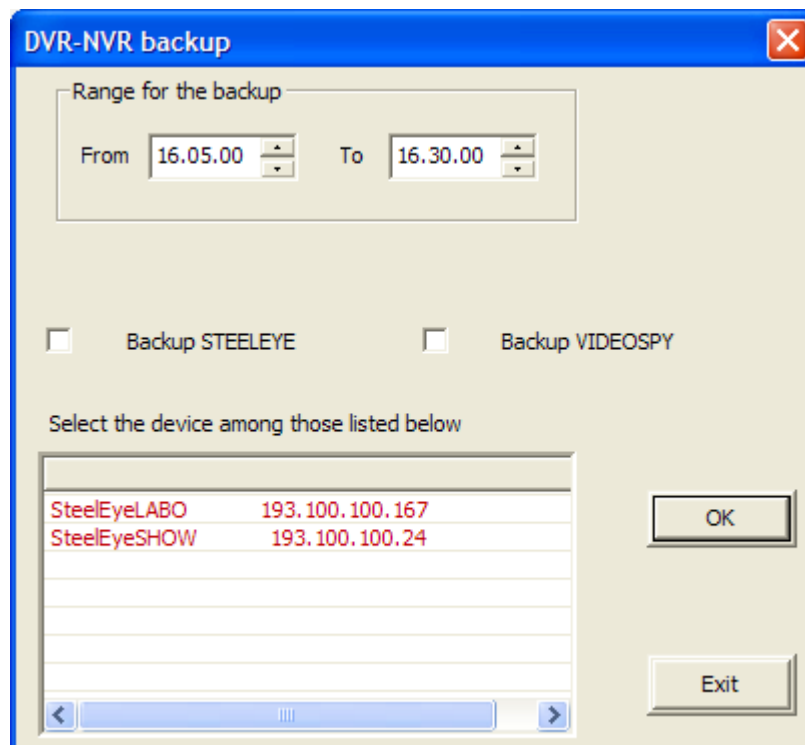 DVR-NVR backup
Range for the backup
From 16.05.00 To 16.30.00
Backup STEELEYE Backup VIDEOSPY
Select the device among those listed below
SteelEyeLABO 193.100.100.167
SteelEyeSHOW 193.100.100.24
OK
Exit